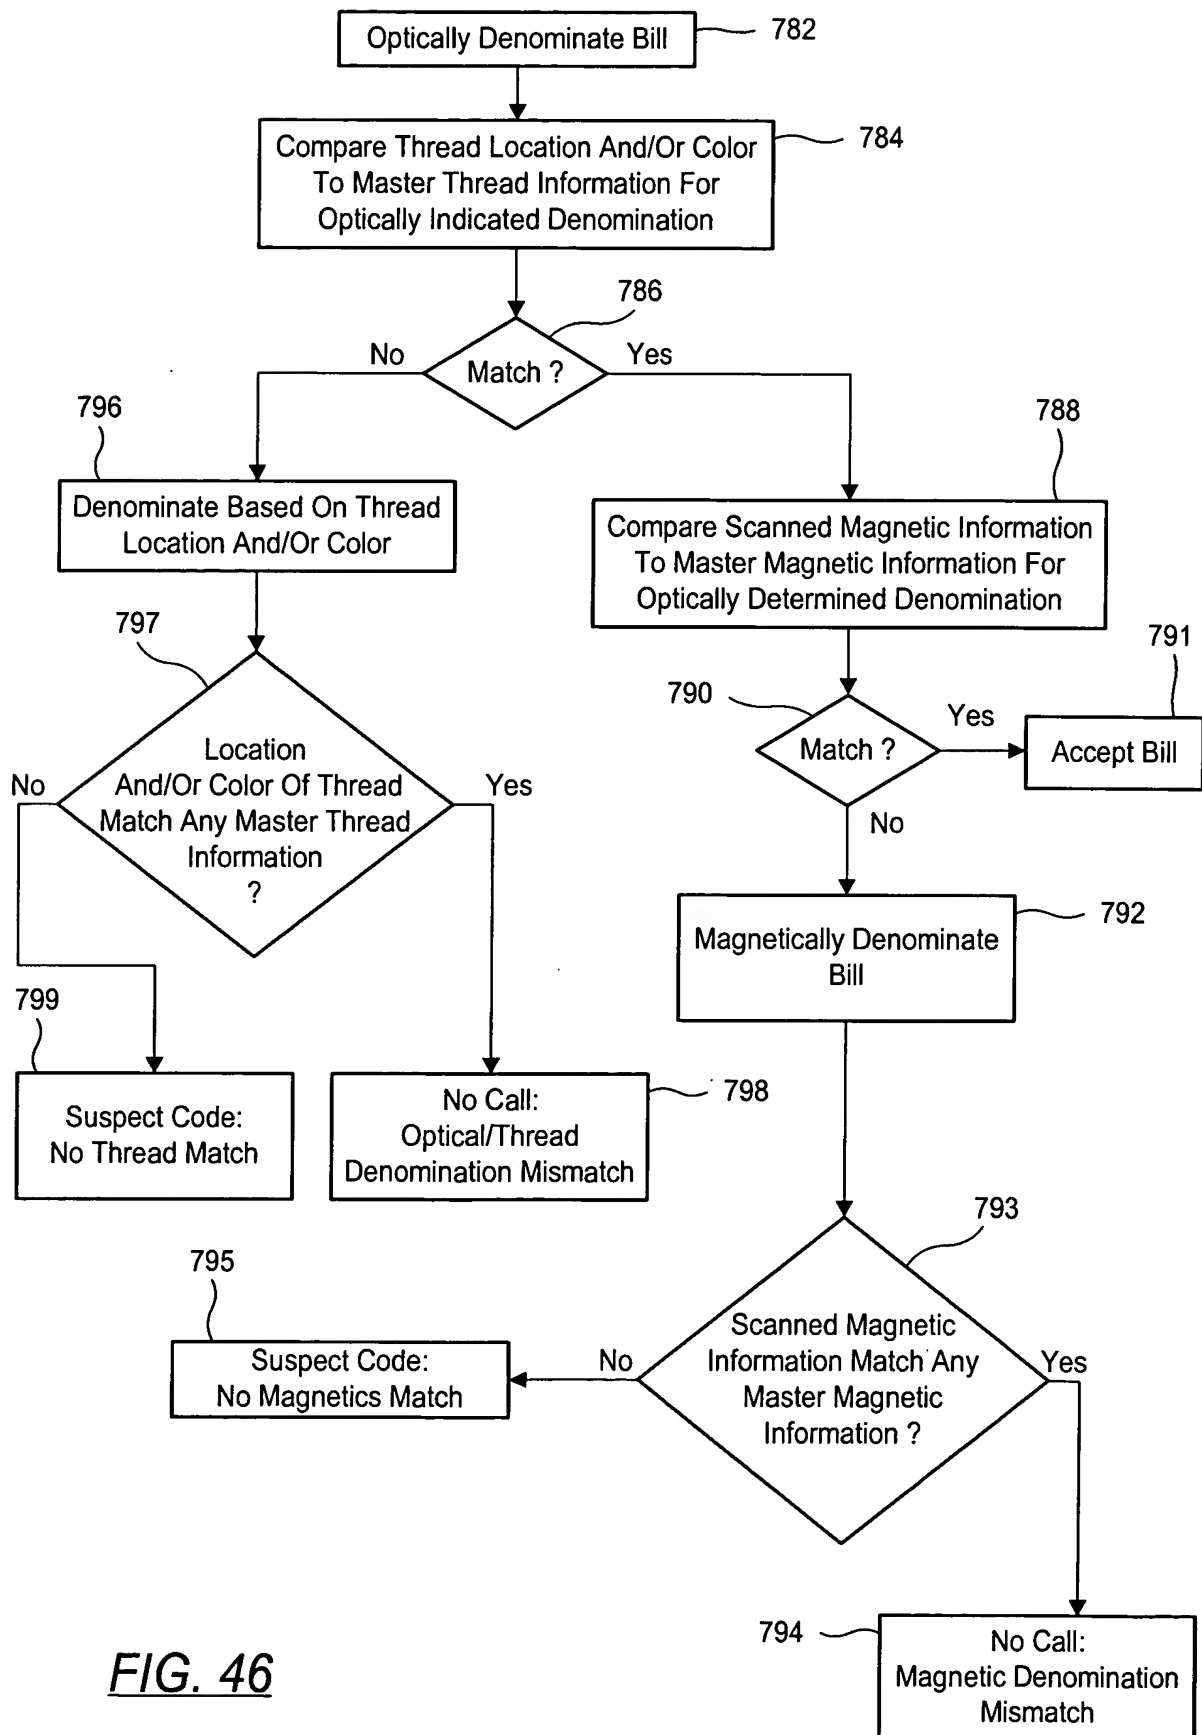 Optically Denominate Bill
782
Compare Thread Location And/Or Color
To Master Thread Information For
Optically Indicated Denomination
784
786
Match ?
No
Yes
796
Denominate Based On Thread
Location And/Or Color
788
Compare Scanned Magnetic Information
To Master Magnetic Information For
Optically Determined Denomination
797
Location
And/Or Color Of Thread
Match Any Master Thread
Information
?
No
Yes
790
Match ?
Yes
No
791
Accept Bill
792
Magnetically Denominate
Bill
799
Suspect Code:
No Thread Match
798
No Call:
Optical/Thread
Denomination Mismatch
793
Scanned Magnetic
Information Match Any
Master Magnetic
Information ?
No
Yes
795
Suspect Code:
No Magnetics Match
794
No Call:
Magnetic Denomination
Mismatch
FIG. 46